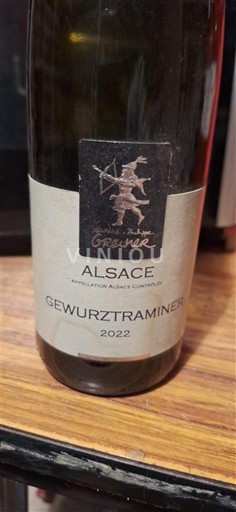 Greiner
VINIOU
ALSACE
APPELLATION ALSACE CONTRÔLÉE
GEWURZTRAMINER
2022